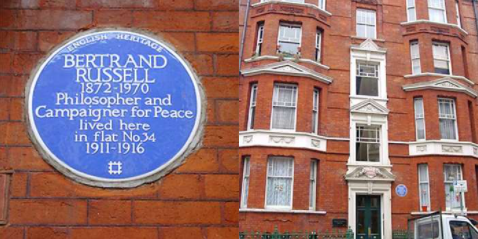 ENGLISH HERITAGE
BERTRAND
RUSSELL
1872-1970
Philosopher and
Campaigner for Peace
lived here
in flat No.34
1911-1916